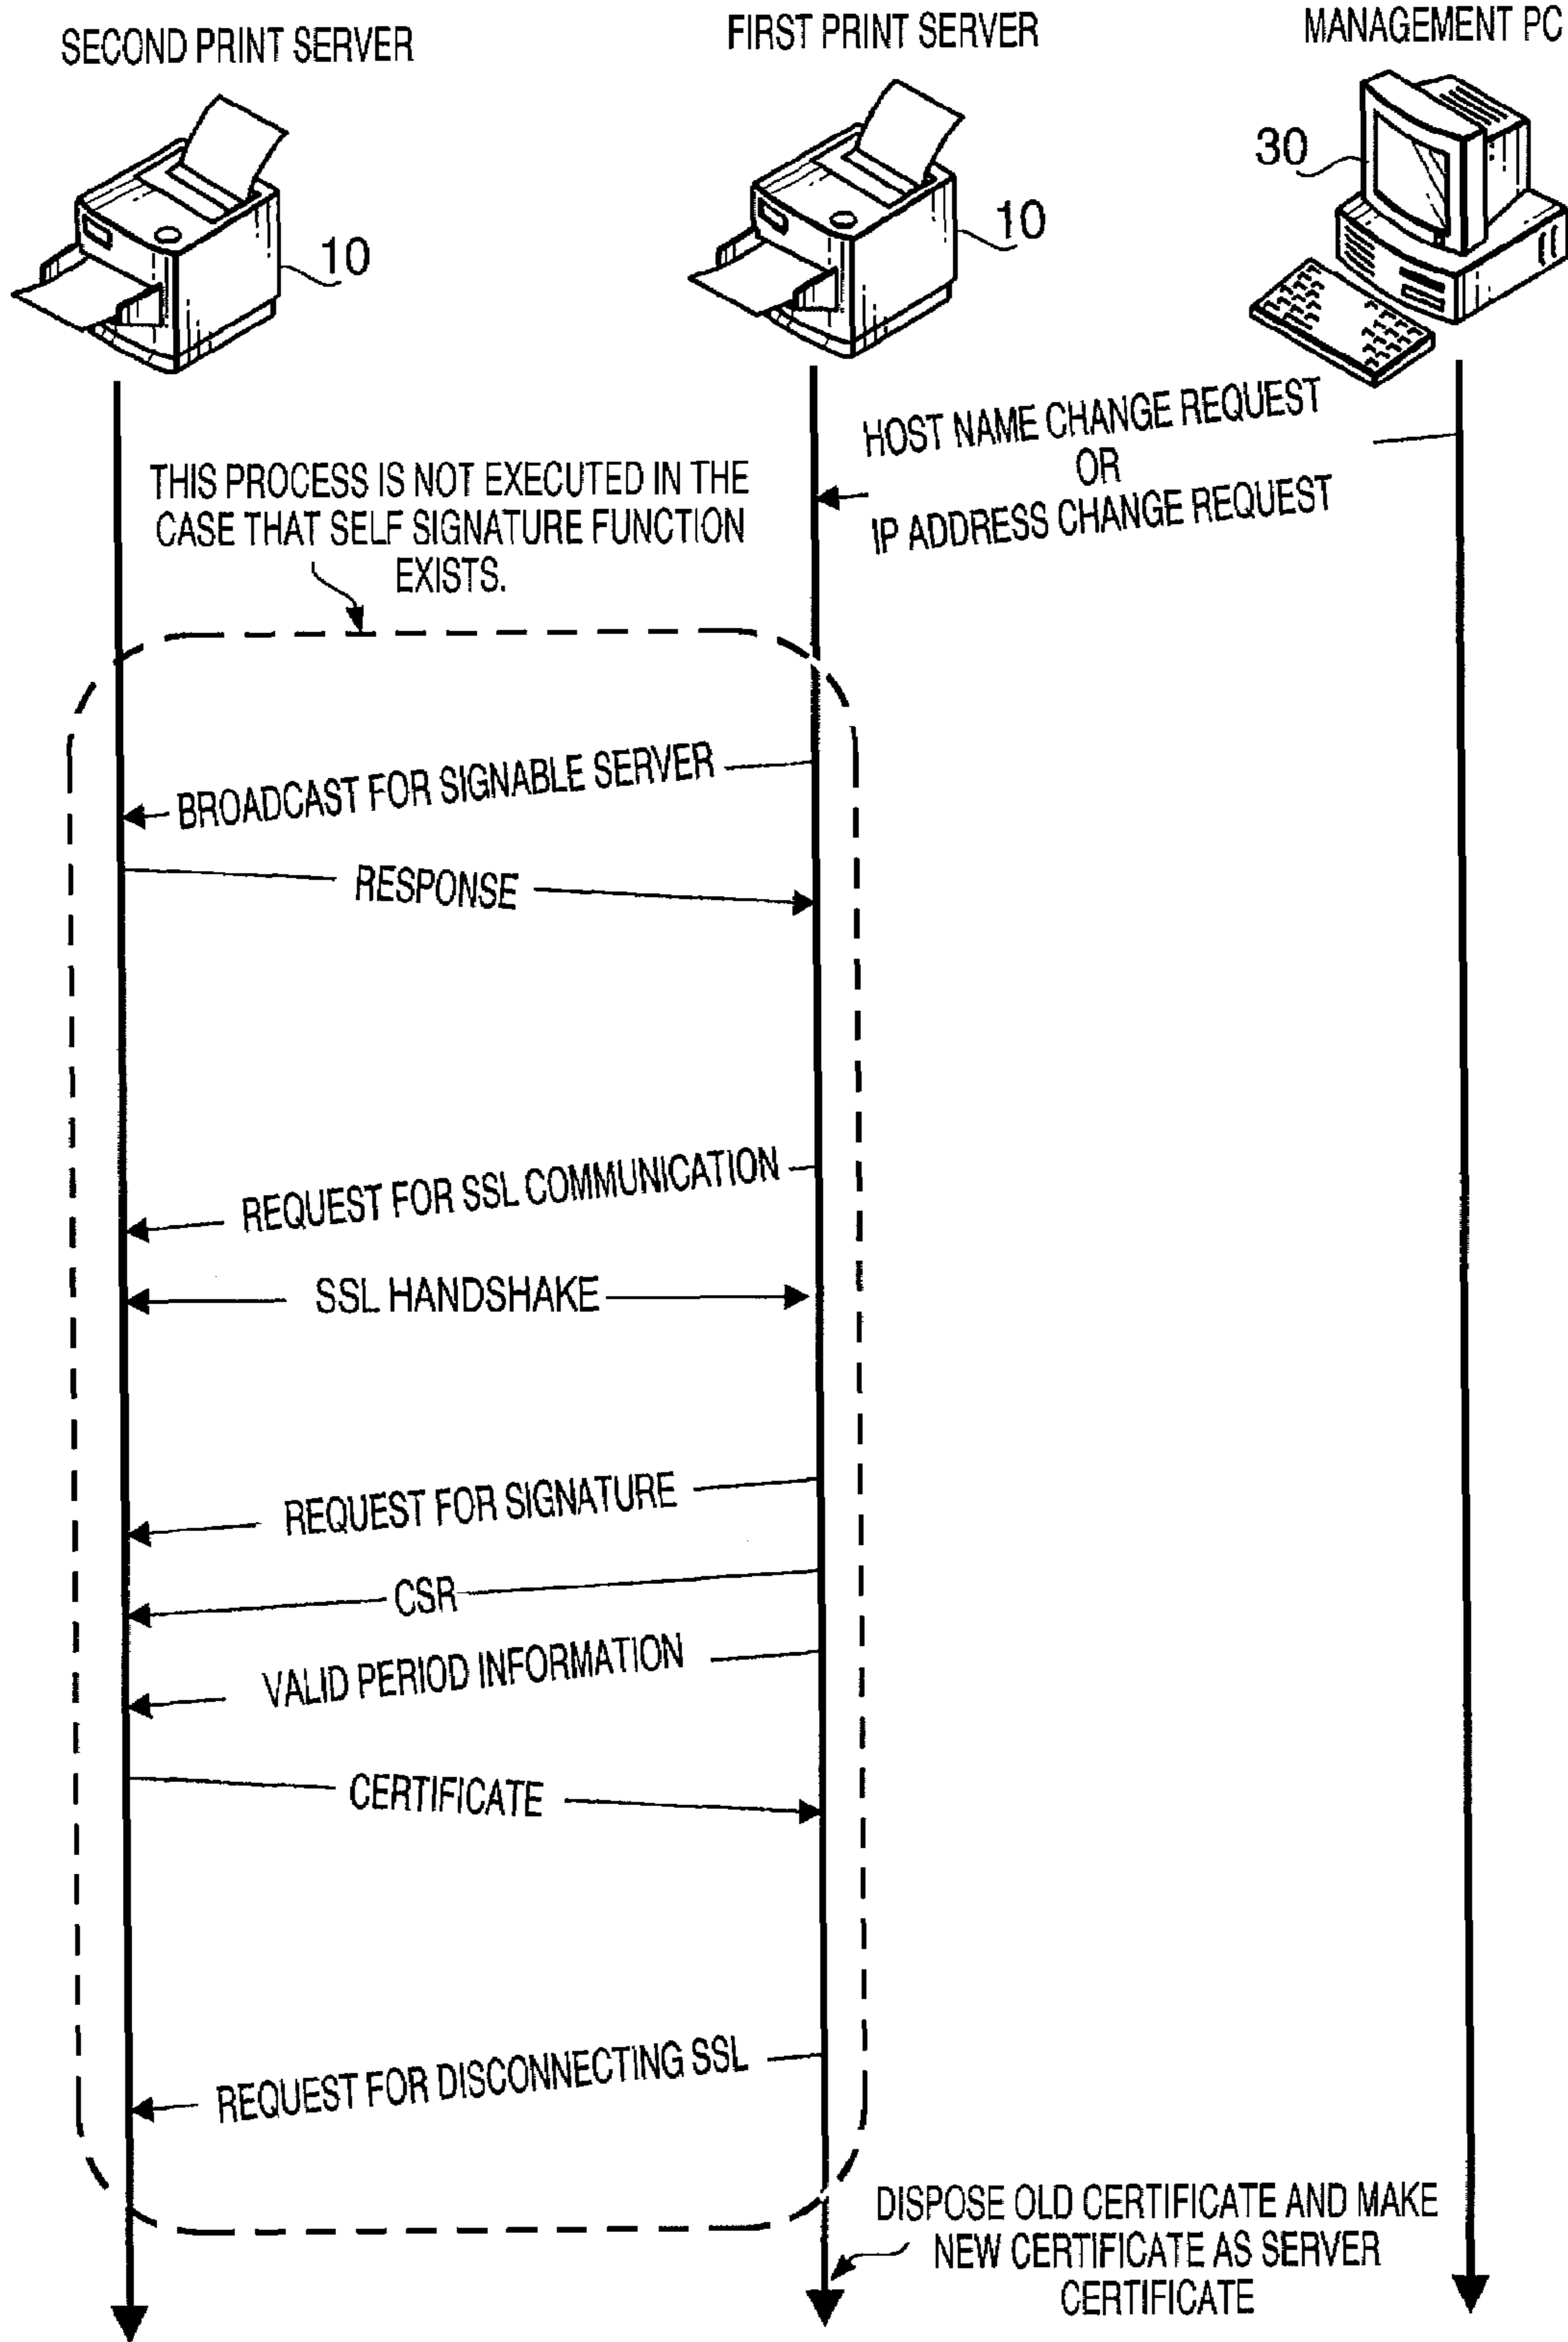 SECOND PRINT SERVER
FIRST PRINT SERVER
MANAGEMENT PC
10
10
30
HOST NAME CHANGE REQUEST
OR
IP ADDRESS CHANGE REQUEST
THIS PROCESS IS NOT EXECUTED IN THE
CASE THAT SELF SIGNATURE FUNCTION
EXISTS.
BROADCAST FOR SIGNABLE SERVER
RESPONSE
REQUEST FOR SSL COMMUNICATION
SSL HANDSHAKE
REQUEST FOR SIGNATURE
CSR
VALID PERIOD INFORMATION
CERTIFICATE
REQUEST FOR DISCONNECTING SSL
DISPOSE OLD CERTIFICATE AND MAKE
NEW CERTIFICATE AS SERVER
CERTIFICATE